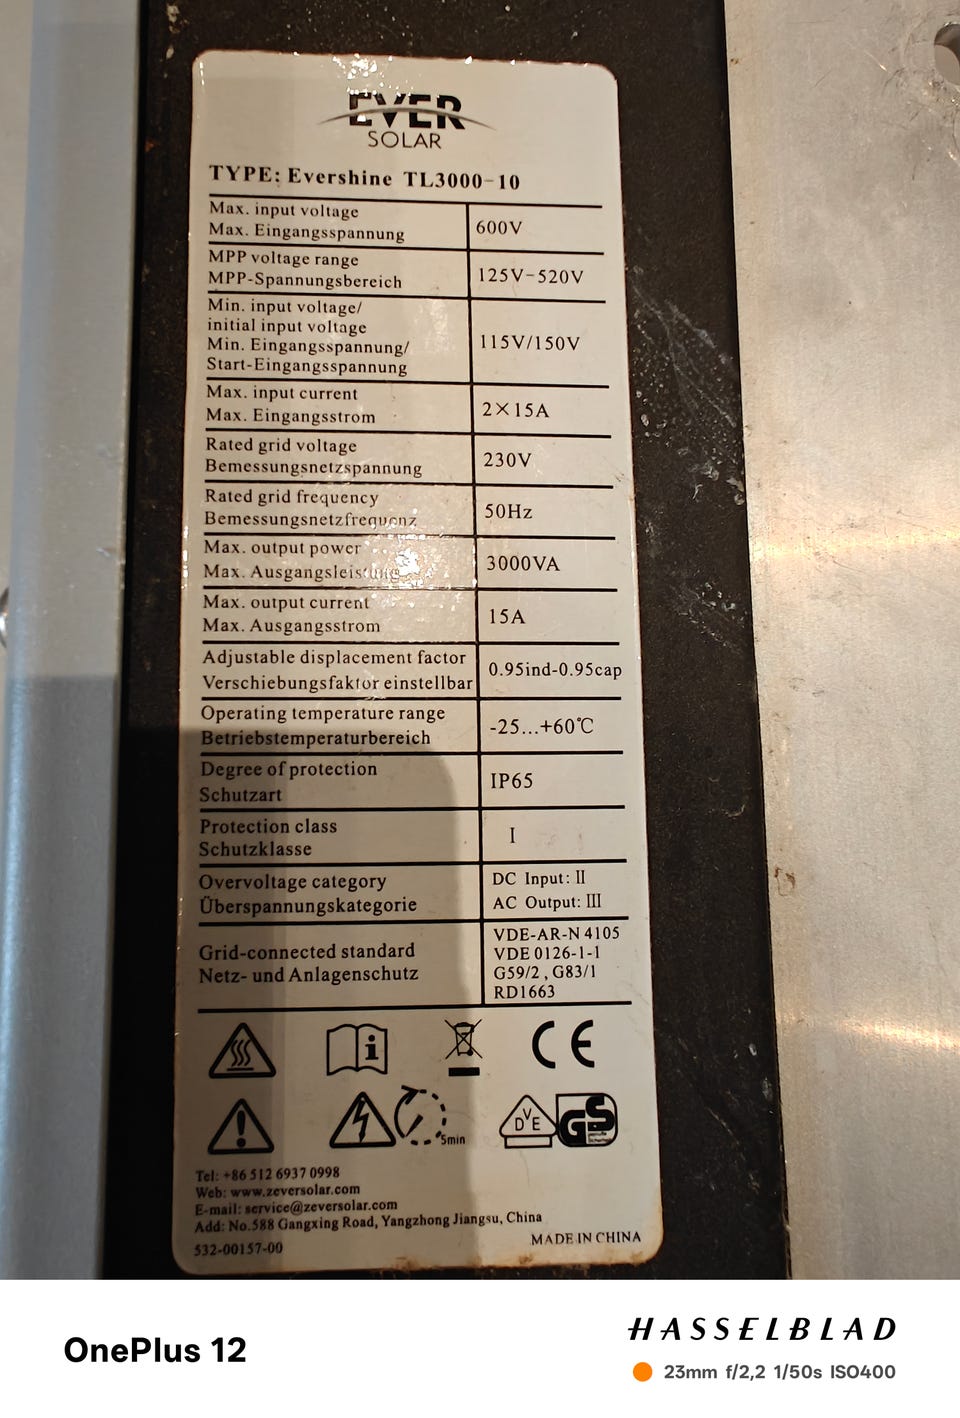 EVER
SOLAR
TYPE: Evershine TL3000-10
Max. input voltage
Max. Eingangsspannung
600V
MPP voltage range
MPP-Spannungsbereich
125V-520V
Min. input voltage/
initial input voltage
Min. Eingangsspannung/
Start-Eingangsspannung
115V/150V
Max. input current
Max. Eingangsstrom
2×15A
Rated grid voltage
Bemessungsnetzspannung
230V
Rated grid frequency
Bemessungsnetzfrequenz
50Hz
Max. output power
Max. Ausgangsleistung
3000VA
Max. output current
Max. Ausgangsstrom
15A
Adjustable displacement factor
Verschiebungsfaktor einstellbar
0.95ind-0.95cap
Operating temperature range
Betriebstemperaturbereich
-25...+60℃
Degree of protection
Schutzart
IP65
Protection class
Schutzklasse
I
Overvoltage category
Überspannungskategorie
DC Input: II
AC Output: III
Grid-connected standard
Netz- und Anlagenschutz
VDE-AR-N 4105
VDE 0126-1-1
G59/2 , G83/1
RD1663
CE
5min
DVE
GS
Tel: +86 512 6937 0998
Web: www.zeversolar.com
E-mail: service@zeversolar.com
Add: No.588 Gangxing Road, Yangzhong Jiangsu, China
532-00157-00
MADE IN CHINA
OnePlus 12
HASSELBLAD
23mm f/2,2 1/50s ISO400